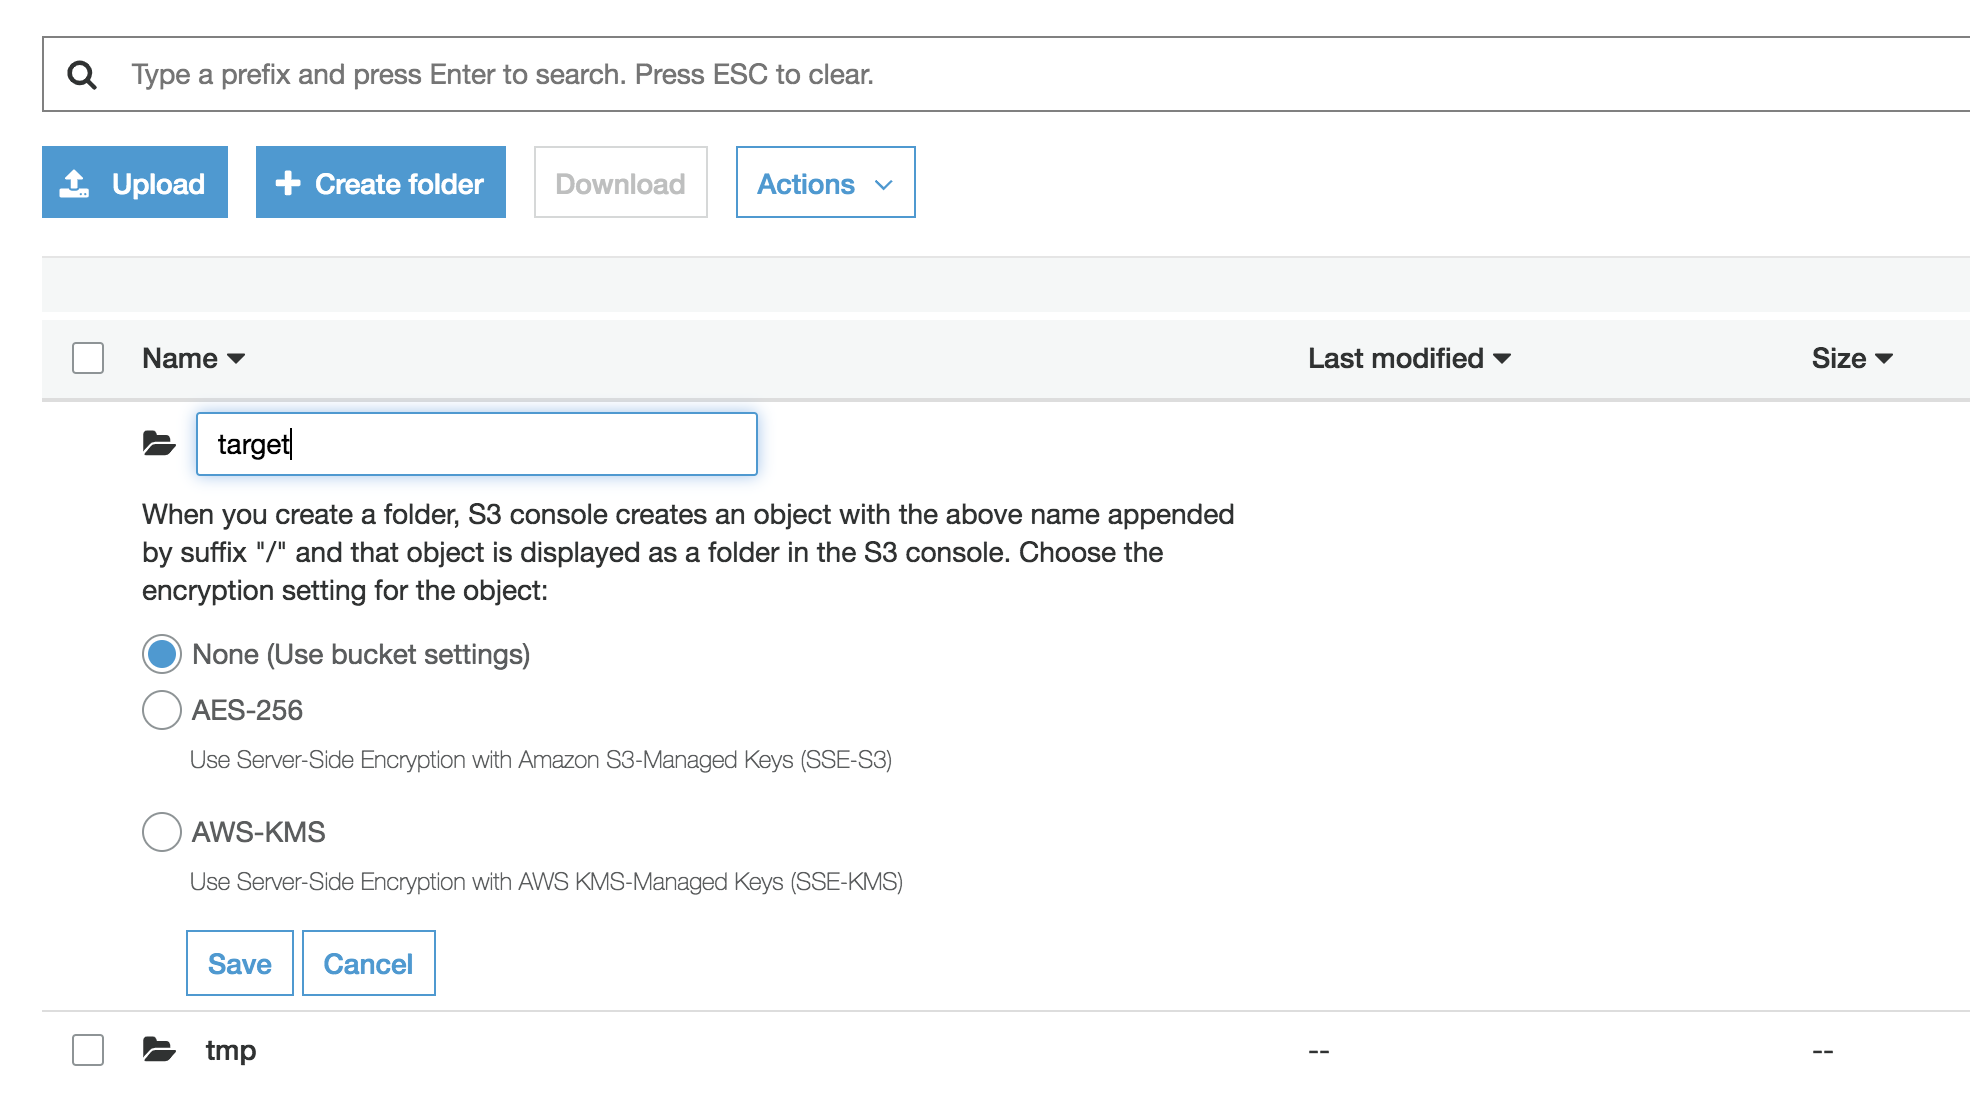 Type a prefix and press Enter to search. Press ESC to clear.
Upload
Create folder
Download
Actions
Name
Last modified
Size
target
When you create a folder, S3 console creates an object with the above name appended
by suffix "/" and that object is displayed as a folder in the S3 console. Choose the
encryption setting for the object:
None (Use bucket settings)
AES-256
Use Server-Side Encryption with Amazon S3-Managed Keys (SSE-S3)
AWS-KMS
Use Server-Side Encryption with AWS KMS-Managed Keys (SSE-KMS)
Save
Cancel
tmp
--
--